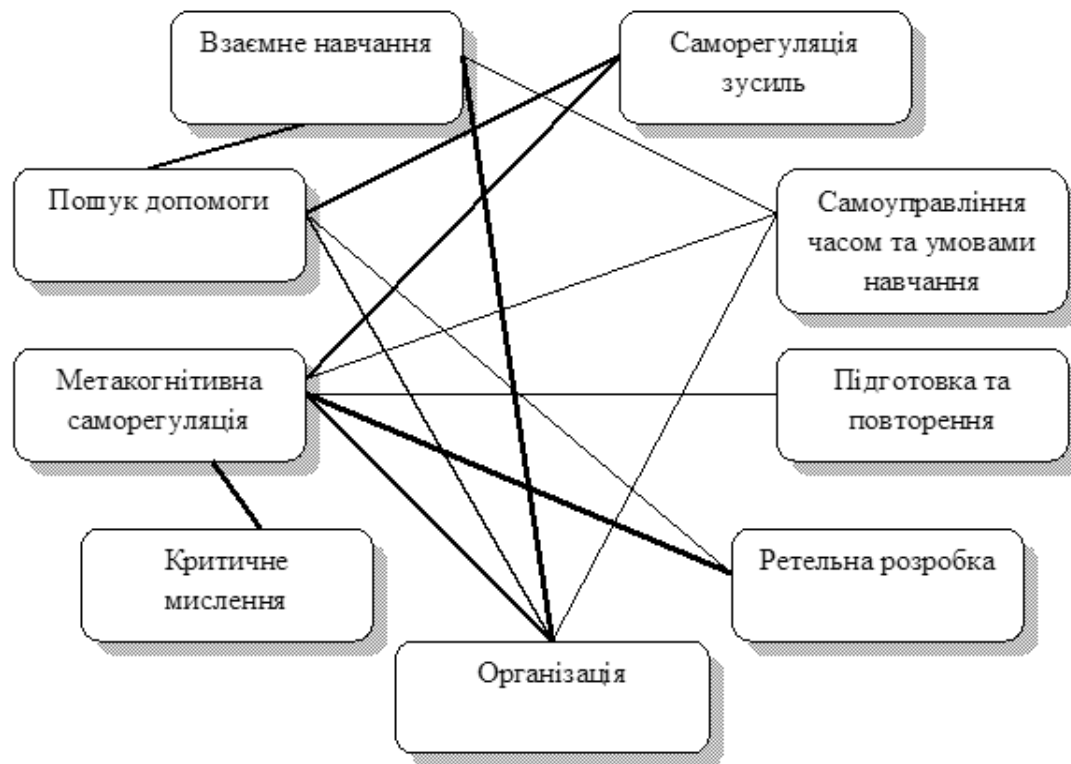 Взаємне навчання
Саморегуляція
зусиль
Пошук допомоги
Самоуправління
часом та умовами
навчання
Метакогнітивна
саморегуляція
Підготовка та
повторення
Критичне
мислення
Ретельна розробка
Організація